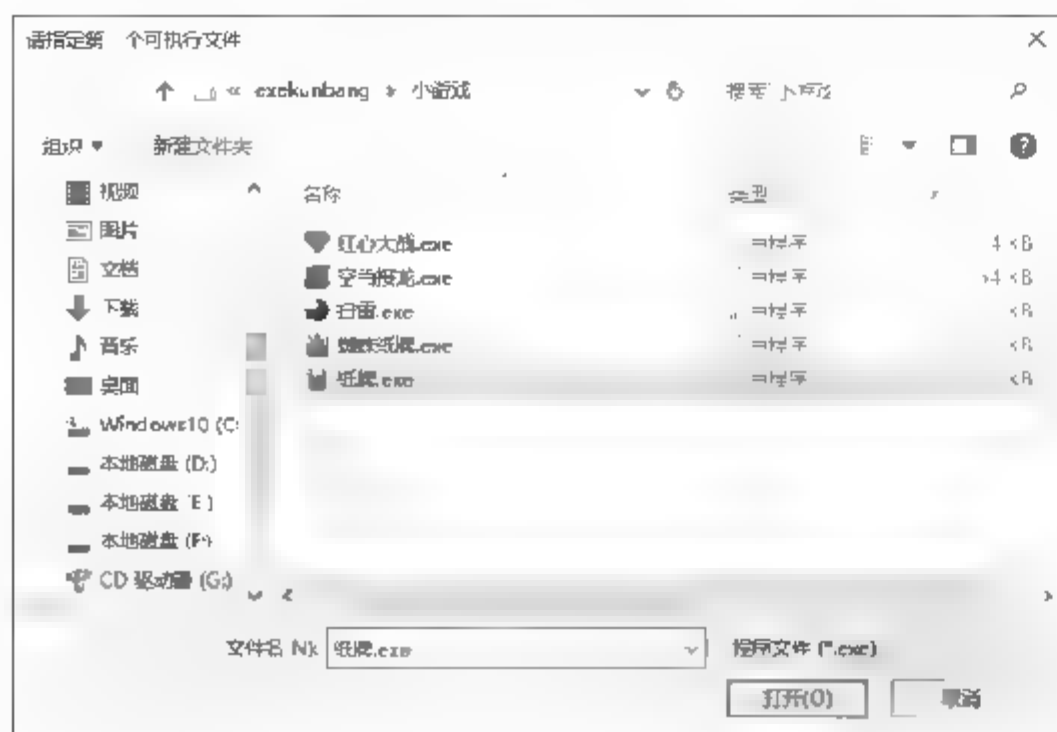 请指定第 个可执行文件
« exekunbang › 小游戏
组织 新建文件夹
视频
图片
文档
下载
音乐
桌面
Windows10 (C:
本地磁盘 (D:)
本地磁盘 (E:)
本地磁盘 (F:)
CD 驱动器 (G:)
名称 类型
红心大战.exe
空当接龙.exe
扫雷.exe
蜘蛛纸牌.exe
纸牌.exe
文件名(N): 纸牌.exe
程序文件 (*.exe)
打开(O) 取消